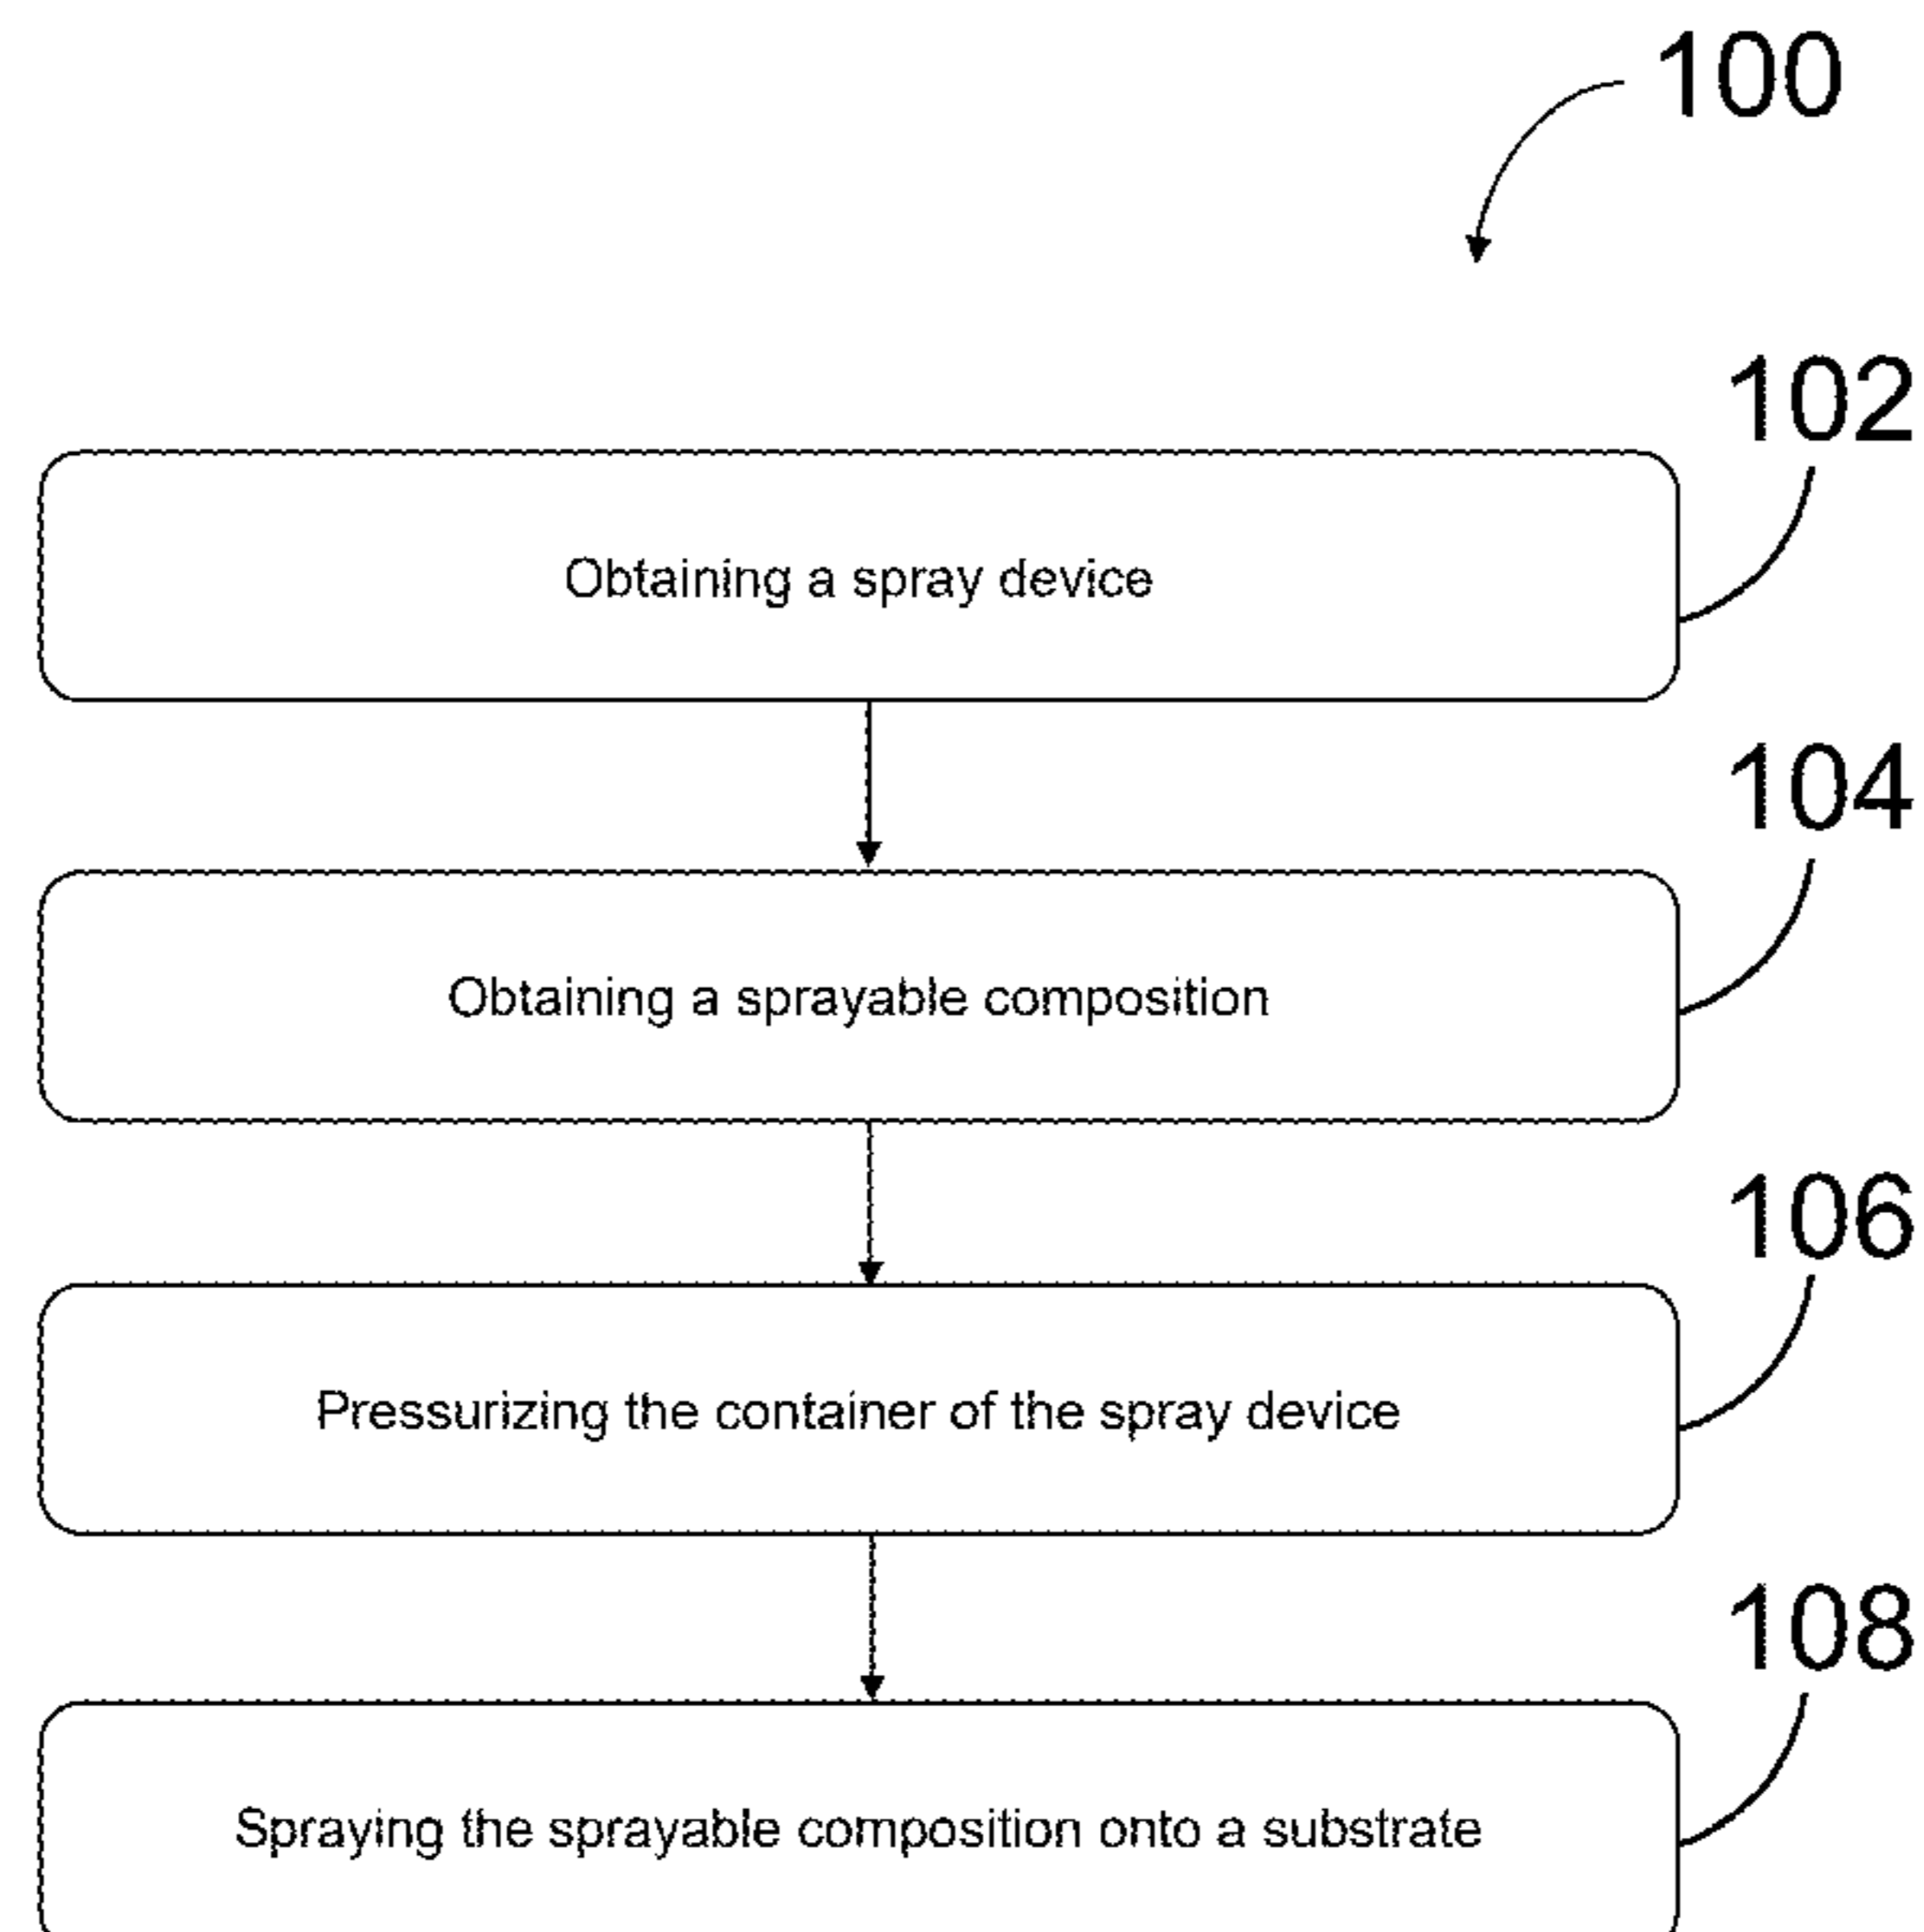 100
102
Obtaining a spray device
104
Obtaining a sprayable composition
106
Pressurizing the container of the spray device
108
Spraying the sprayable composition onto a substrate